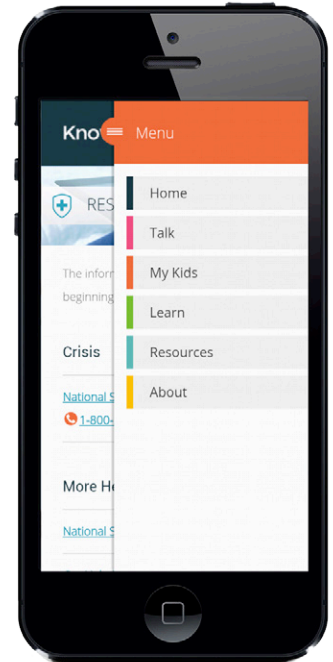 Kno
Menu
RES
Home
Talk
My Kids
Learn
Resources
About
The inforr
beginning
Crisis
National S
1-800-
More He
National S